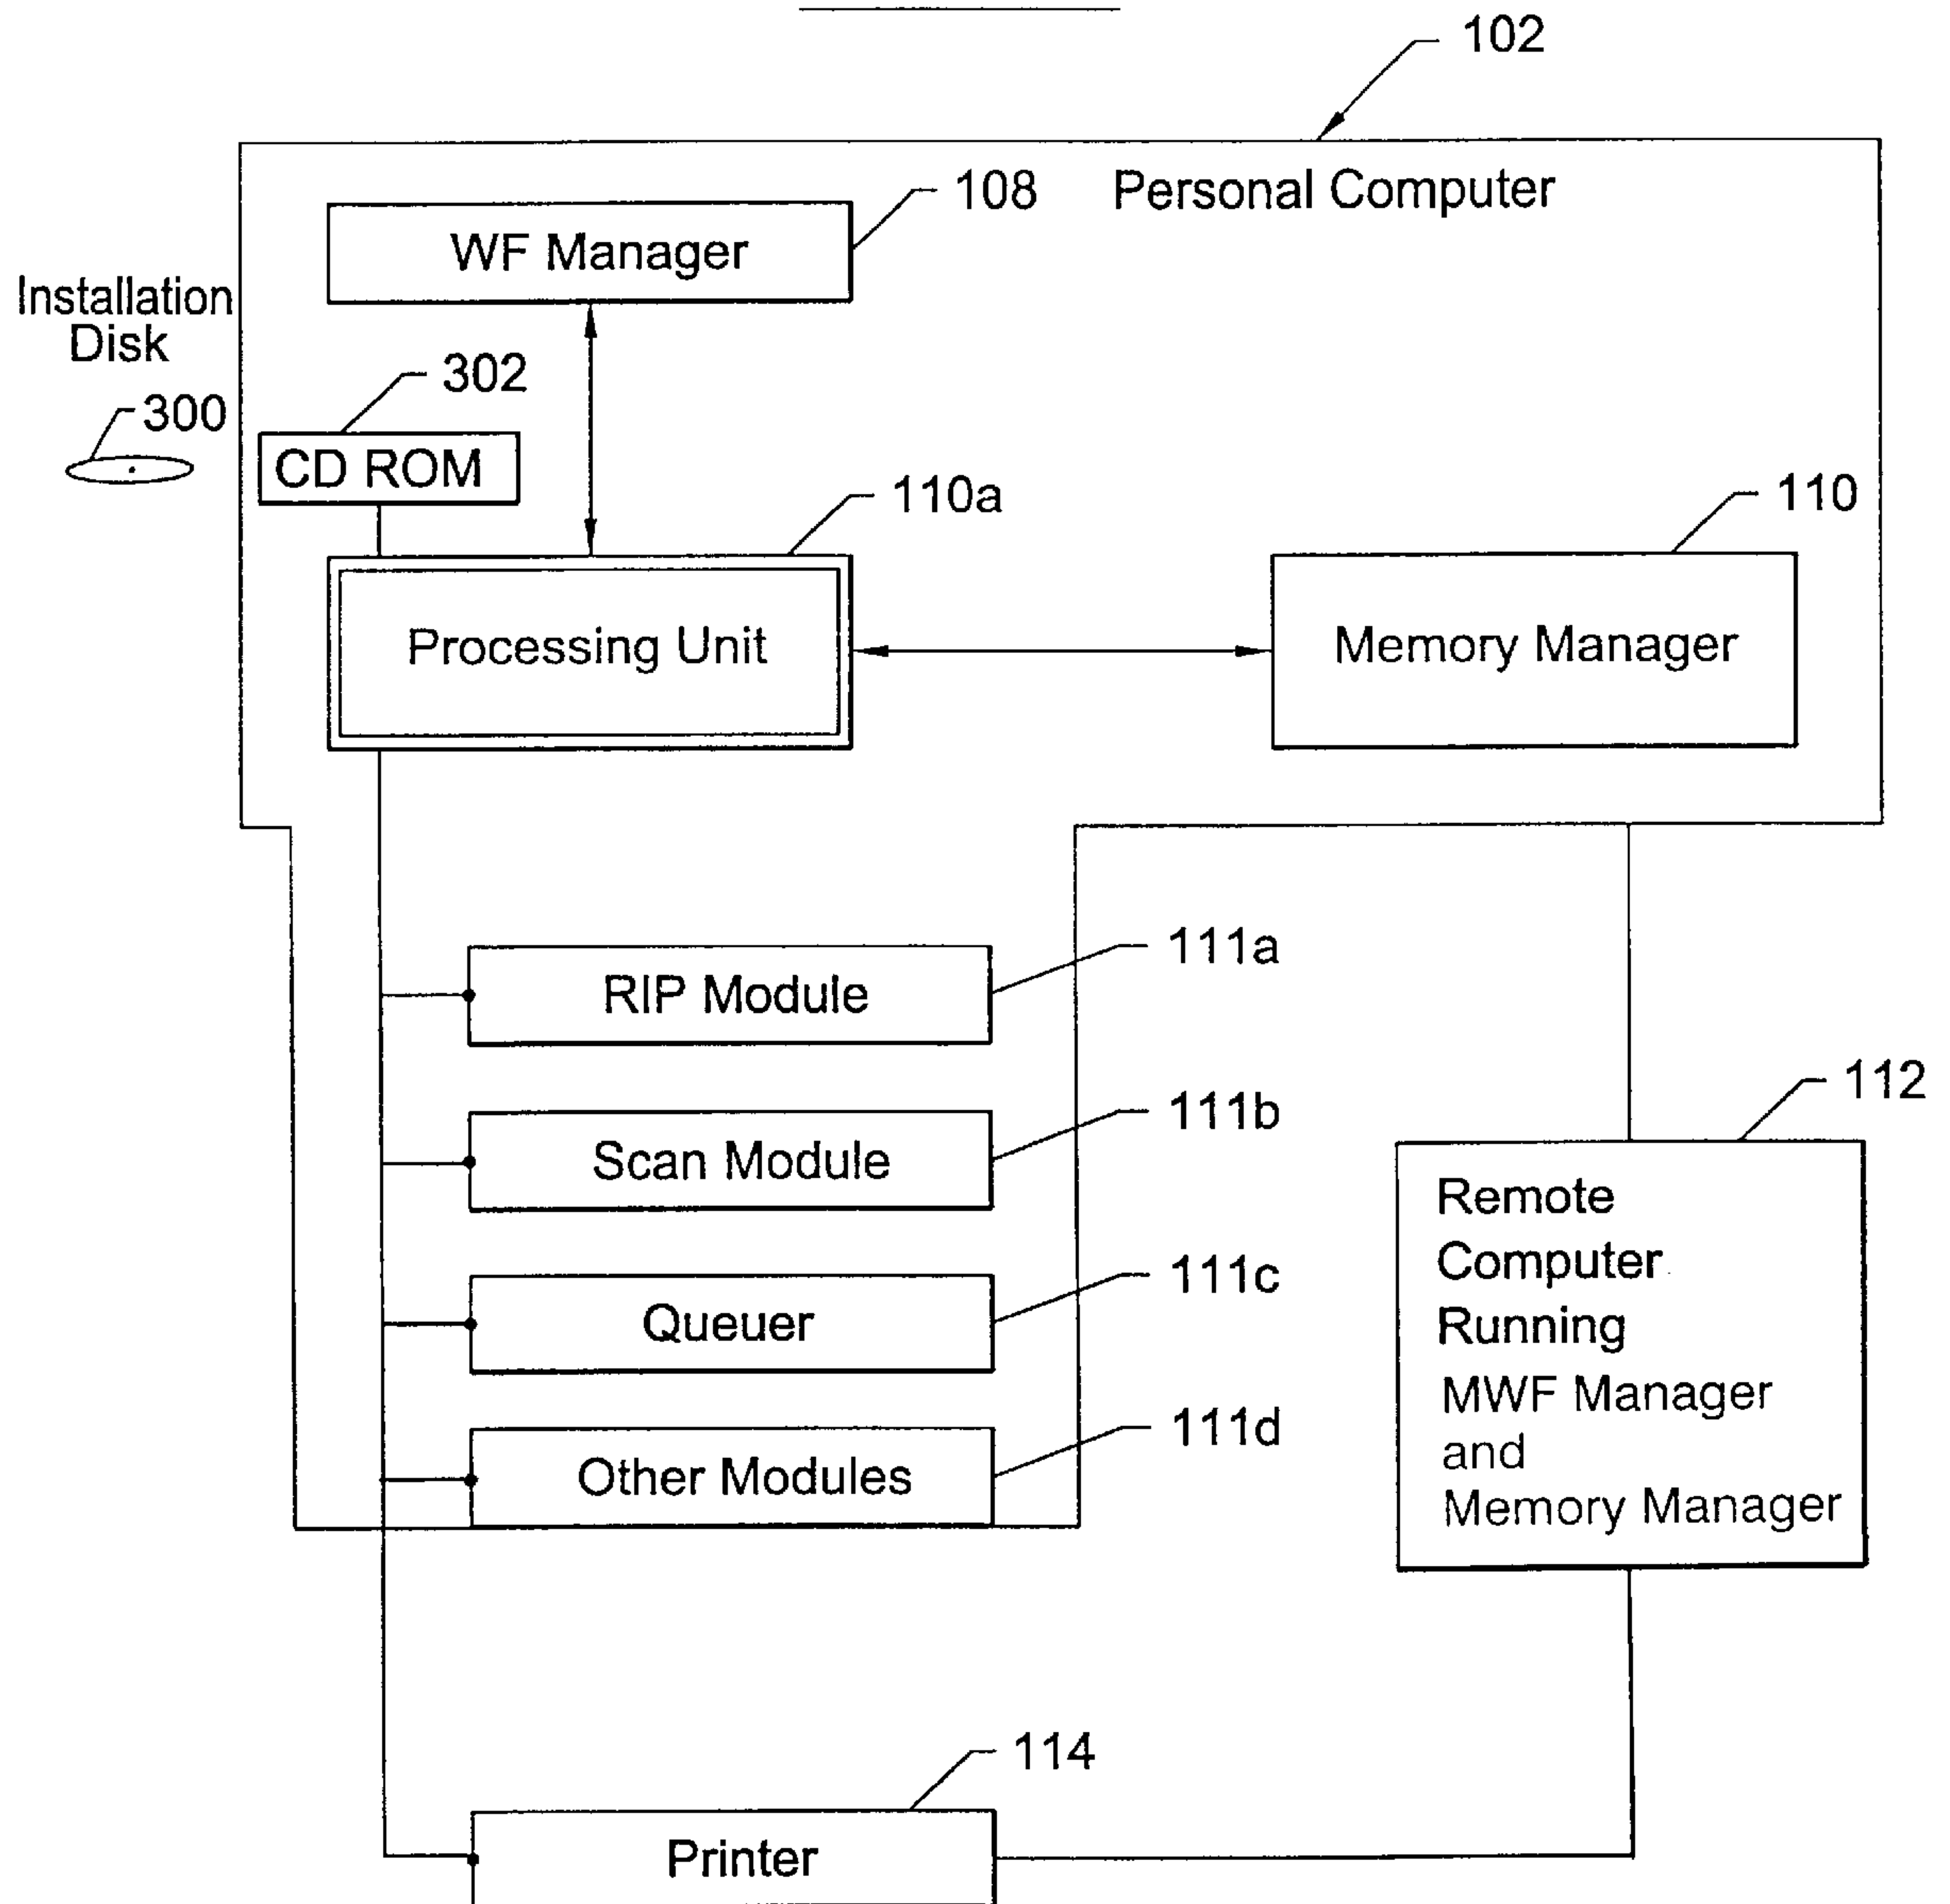 102
108
Personal Computer
WF Manager
Installation
Disk
302
300
CD ROM
110a
110
Processing Unit
Memory Manager
111a
RIP Module
111b
Scan Module
112
Remote
Computer
Running
MWF Manager
and
Memory Manager
111c
Queuer
111d
Other Modules
114
Printer